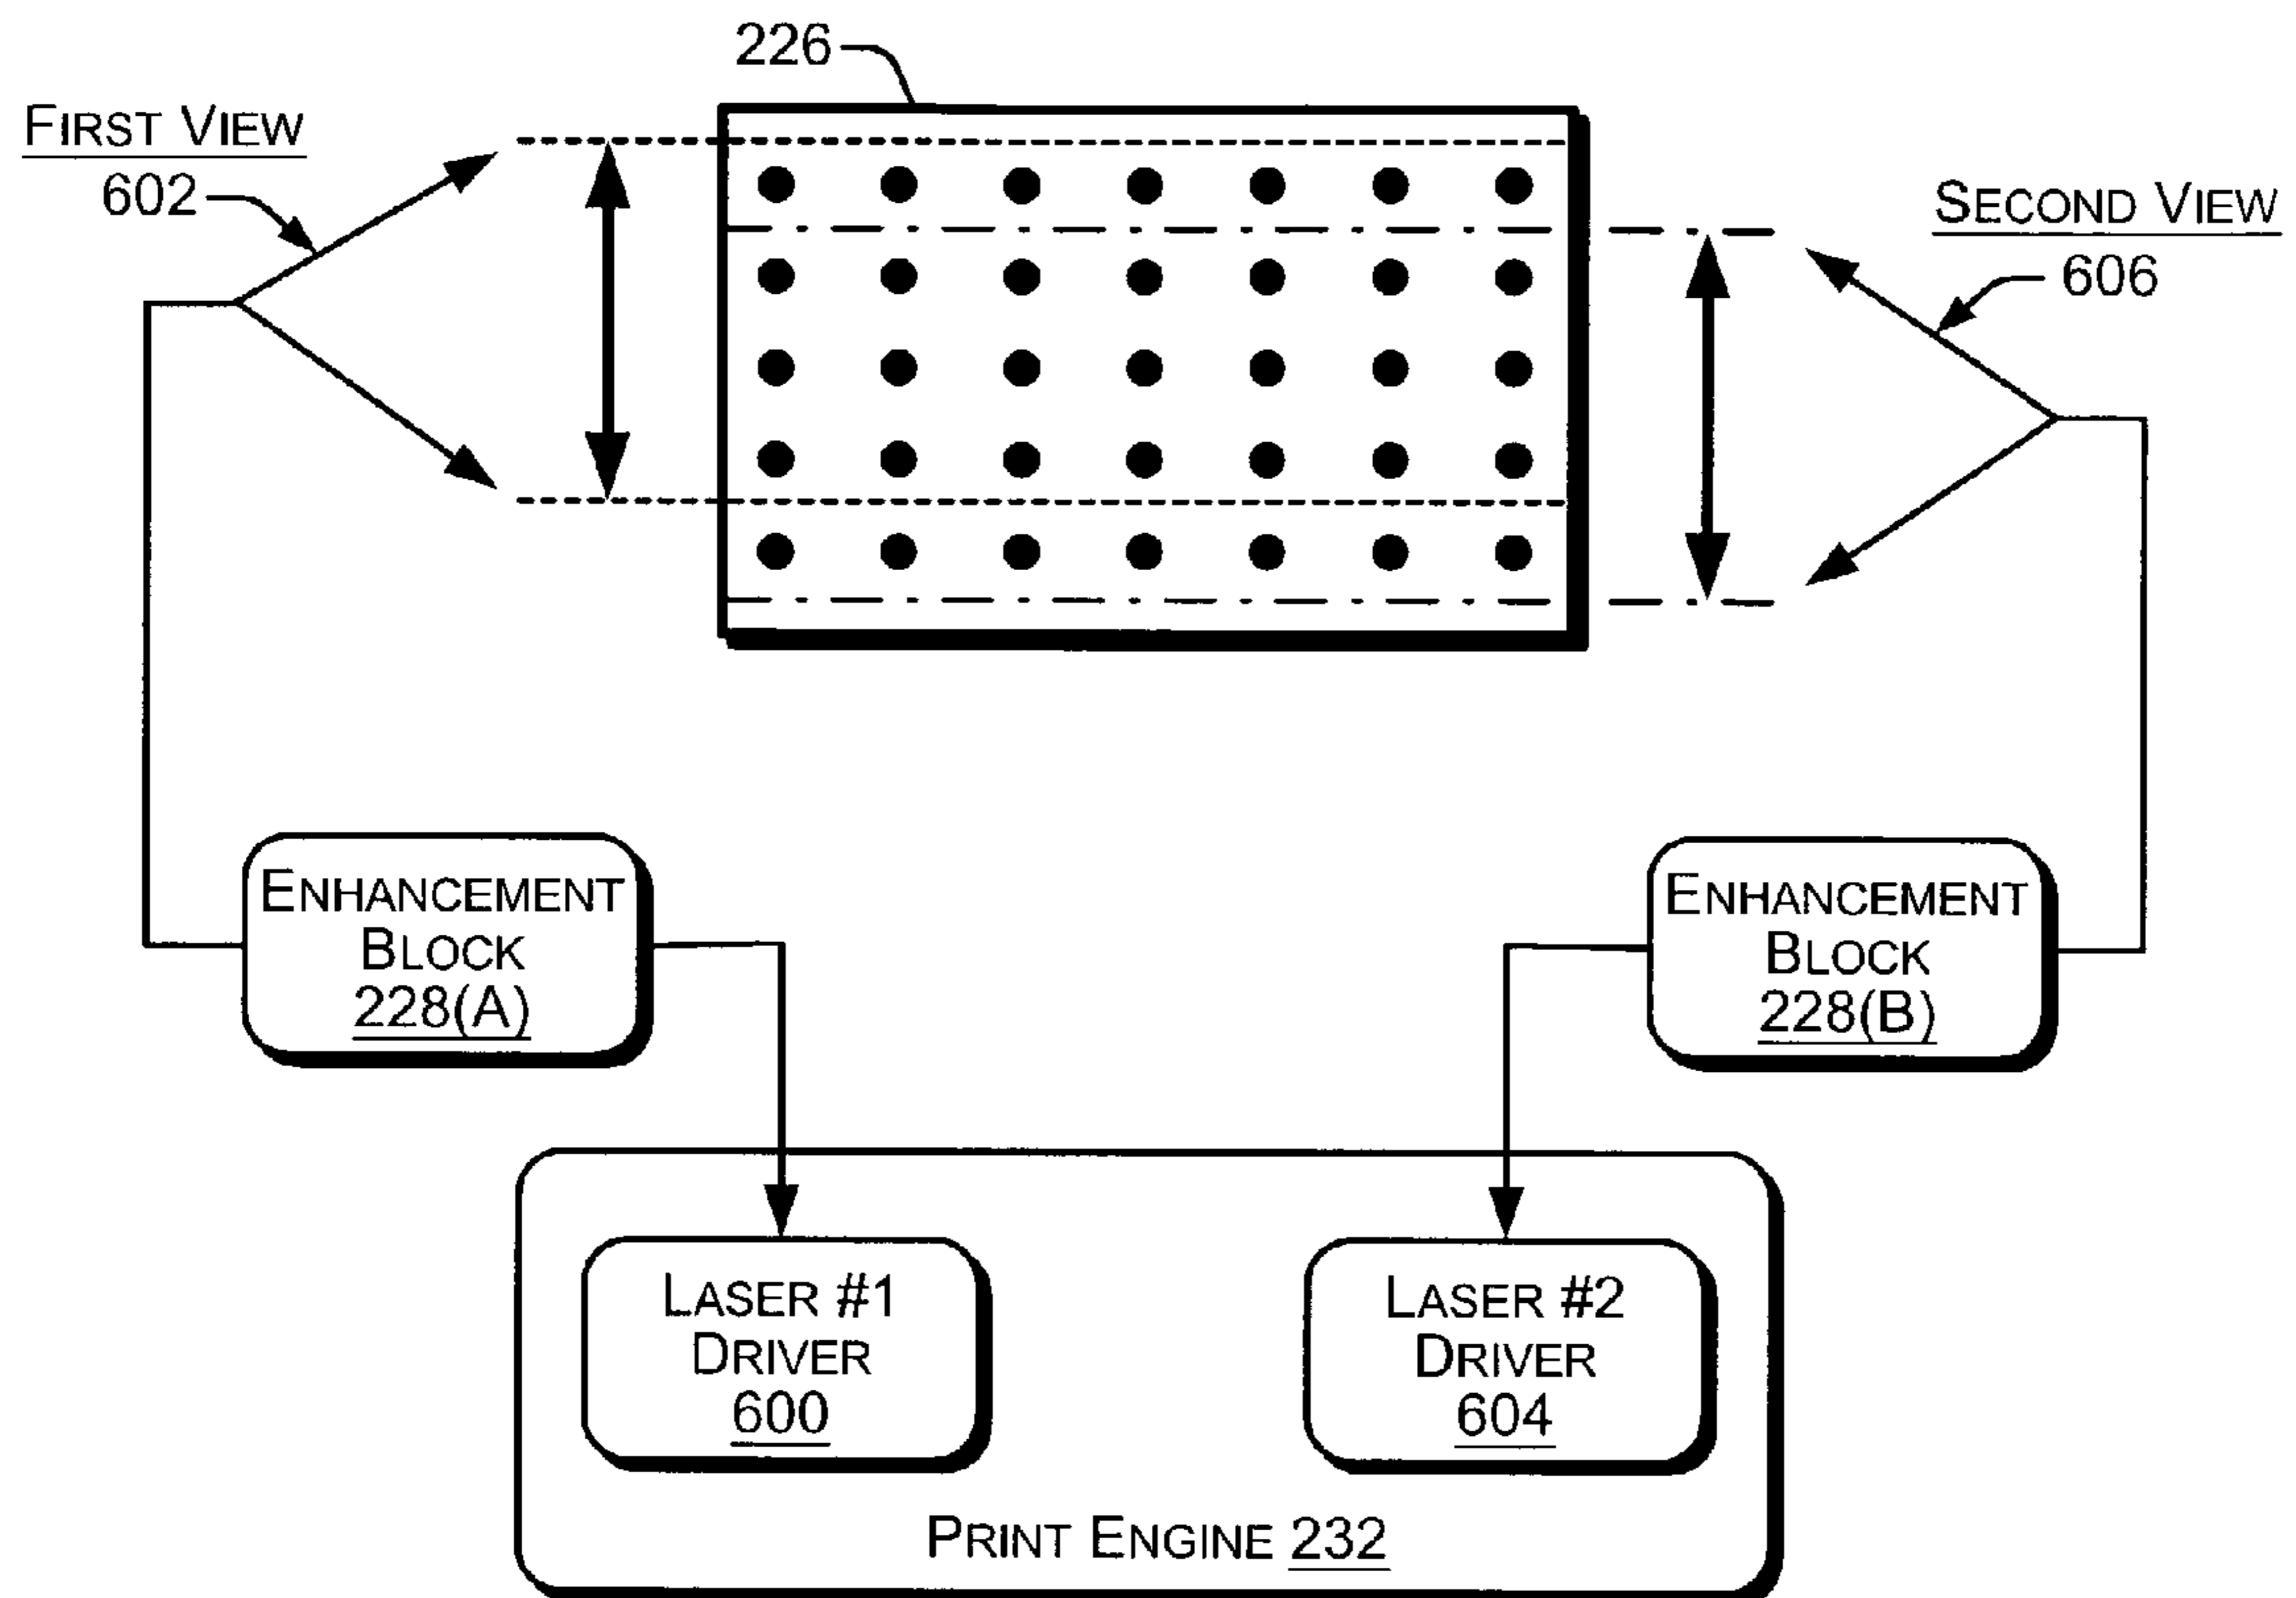 226
FIRST VIEW
602
SECOND VIEW
606
ENHANCEMENT
BLOCK
228(A)
ENHANCEMENT
BLOCK
228(B)
LASER #1
DRIVER
600
LASER #2
DRIVER
604
PRINT ENGINE 232